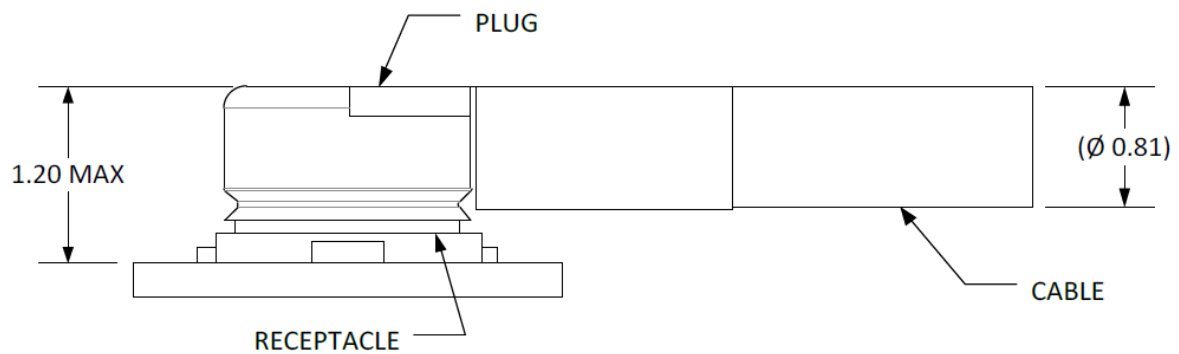 PLUG
1.20 MAX
(Ø 0.81)
CABLE
RECEPTACLE